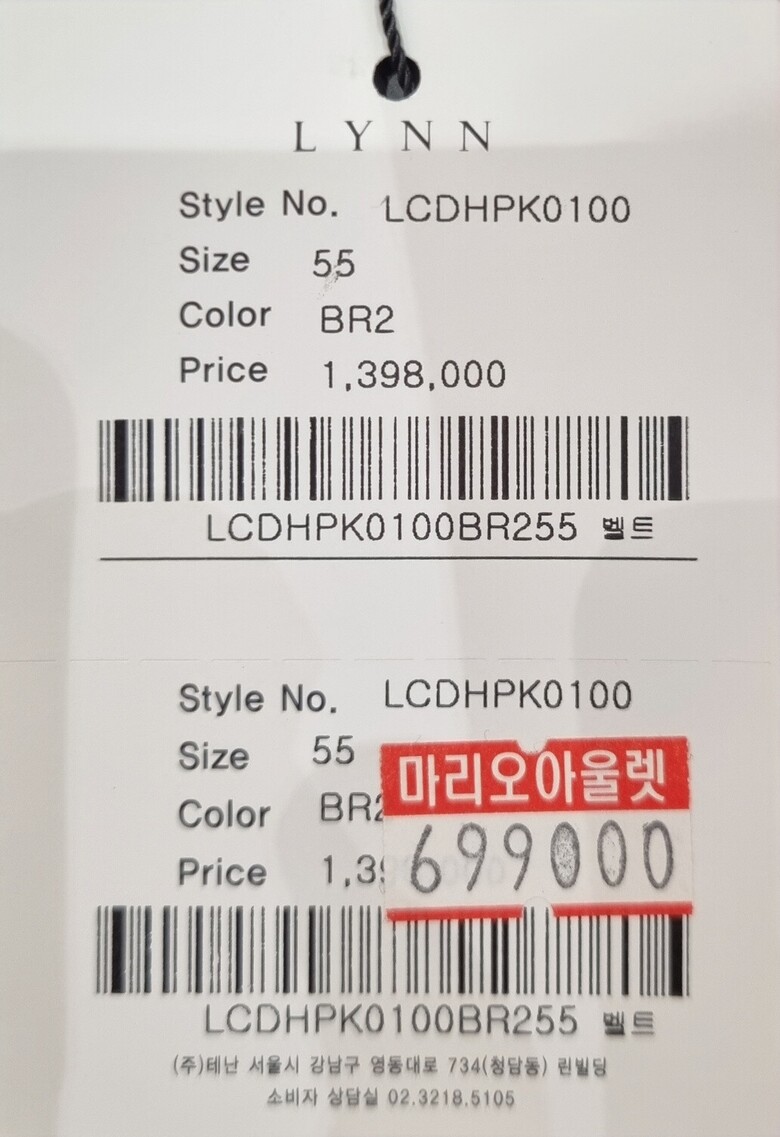 LYNN
Style No. LCDHPK0100
Size 55
Color BR2
Price 1,398,000
LCDHPK0100BR255 벨트
Style No. LCDHPK0100
Size 55
마리오아울렛
Color BR2
699000
Price 1,39
LCDHPK0100BR255 벨트
(주)테난 서울시 강남구 영동대로 734(청담동) 린빌딩
소비자 상담실 02.3218.5105